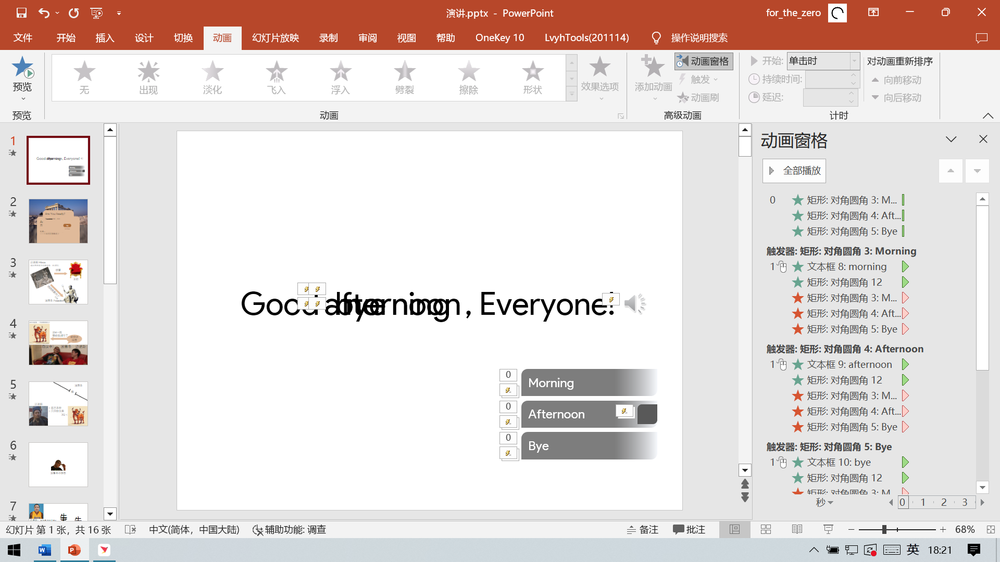 演讲.pptx - PowerPoint
for_the_zero
文件 开始 插入 设计 切换 动画 幻灯片放映 录制 审阅 视图 帮助 OneKey 10 LvyhTools(201114) 操作说明搜索
预览
无 出现 淡化 飞入 浮入 劈裂 擦除 形状
效果选项
添加动画
动画窗格
触发
动画刷
开始: 单击时
持续时间:
延迟:
对动画重新排序
向前移动
向后移动
预览 动画 高级动画 计时
1
2
Are You Ready?
3
4
5
6
7
Good morning afternoon bye , Everyone!
0
Morning
0
Afternoon
0
Bye
动画窗格
全部播放
0 矩形: 对角圆角 3: M...
矩形: 对角圆角 4: Aft...
矩形: 对角圆角 5: Bye
触发器: 矩形: 对角圆角 3: Morning
1 文本框 8: morning
矩形: 对角圆角 12
矩形: 对角圆角 3: M...
矩形: 对角圆角 4: Aft...
矩形: 对角圆角 5: Bye
触发器: 矩形: 对角圆角 4: Afternoon
1 文本框 9: afternoon
矩形: 对角圆角 12
矩形: 对角圆角 3: M...
矩形: 对角圆角 4: Aft...
矩形: 对角圆角 5: Bye
触发器: 矩形: 对角圆角 5: Bye
1 文本框 10: bye
矩形: 对角圆角 12
矩形: 对角圆角 3: M...
秒 0 1 2 3
幻灯片 第 1 张，共 16 张 中文(简体，中国大陆) 辅助功能: 调查 备注 批注 68%
英 18:21